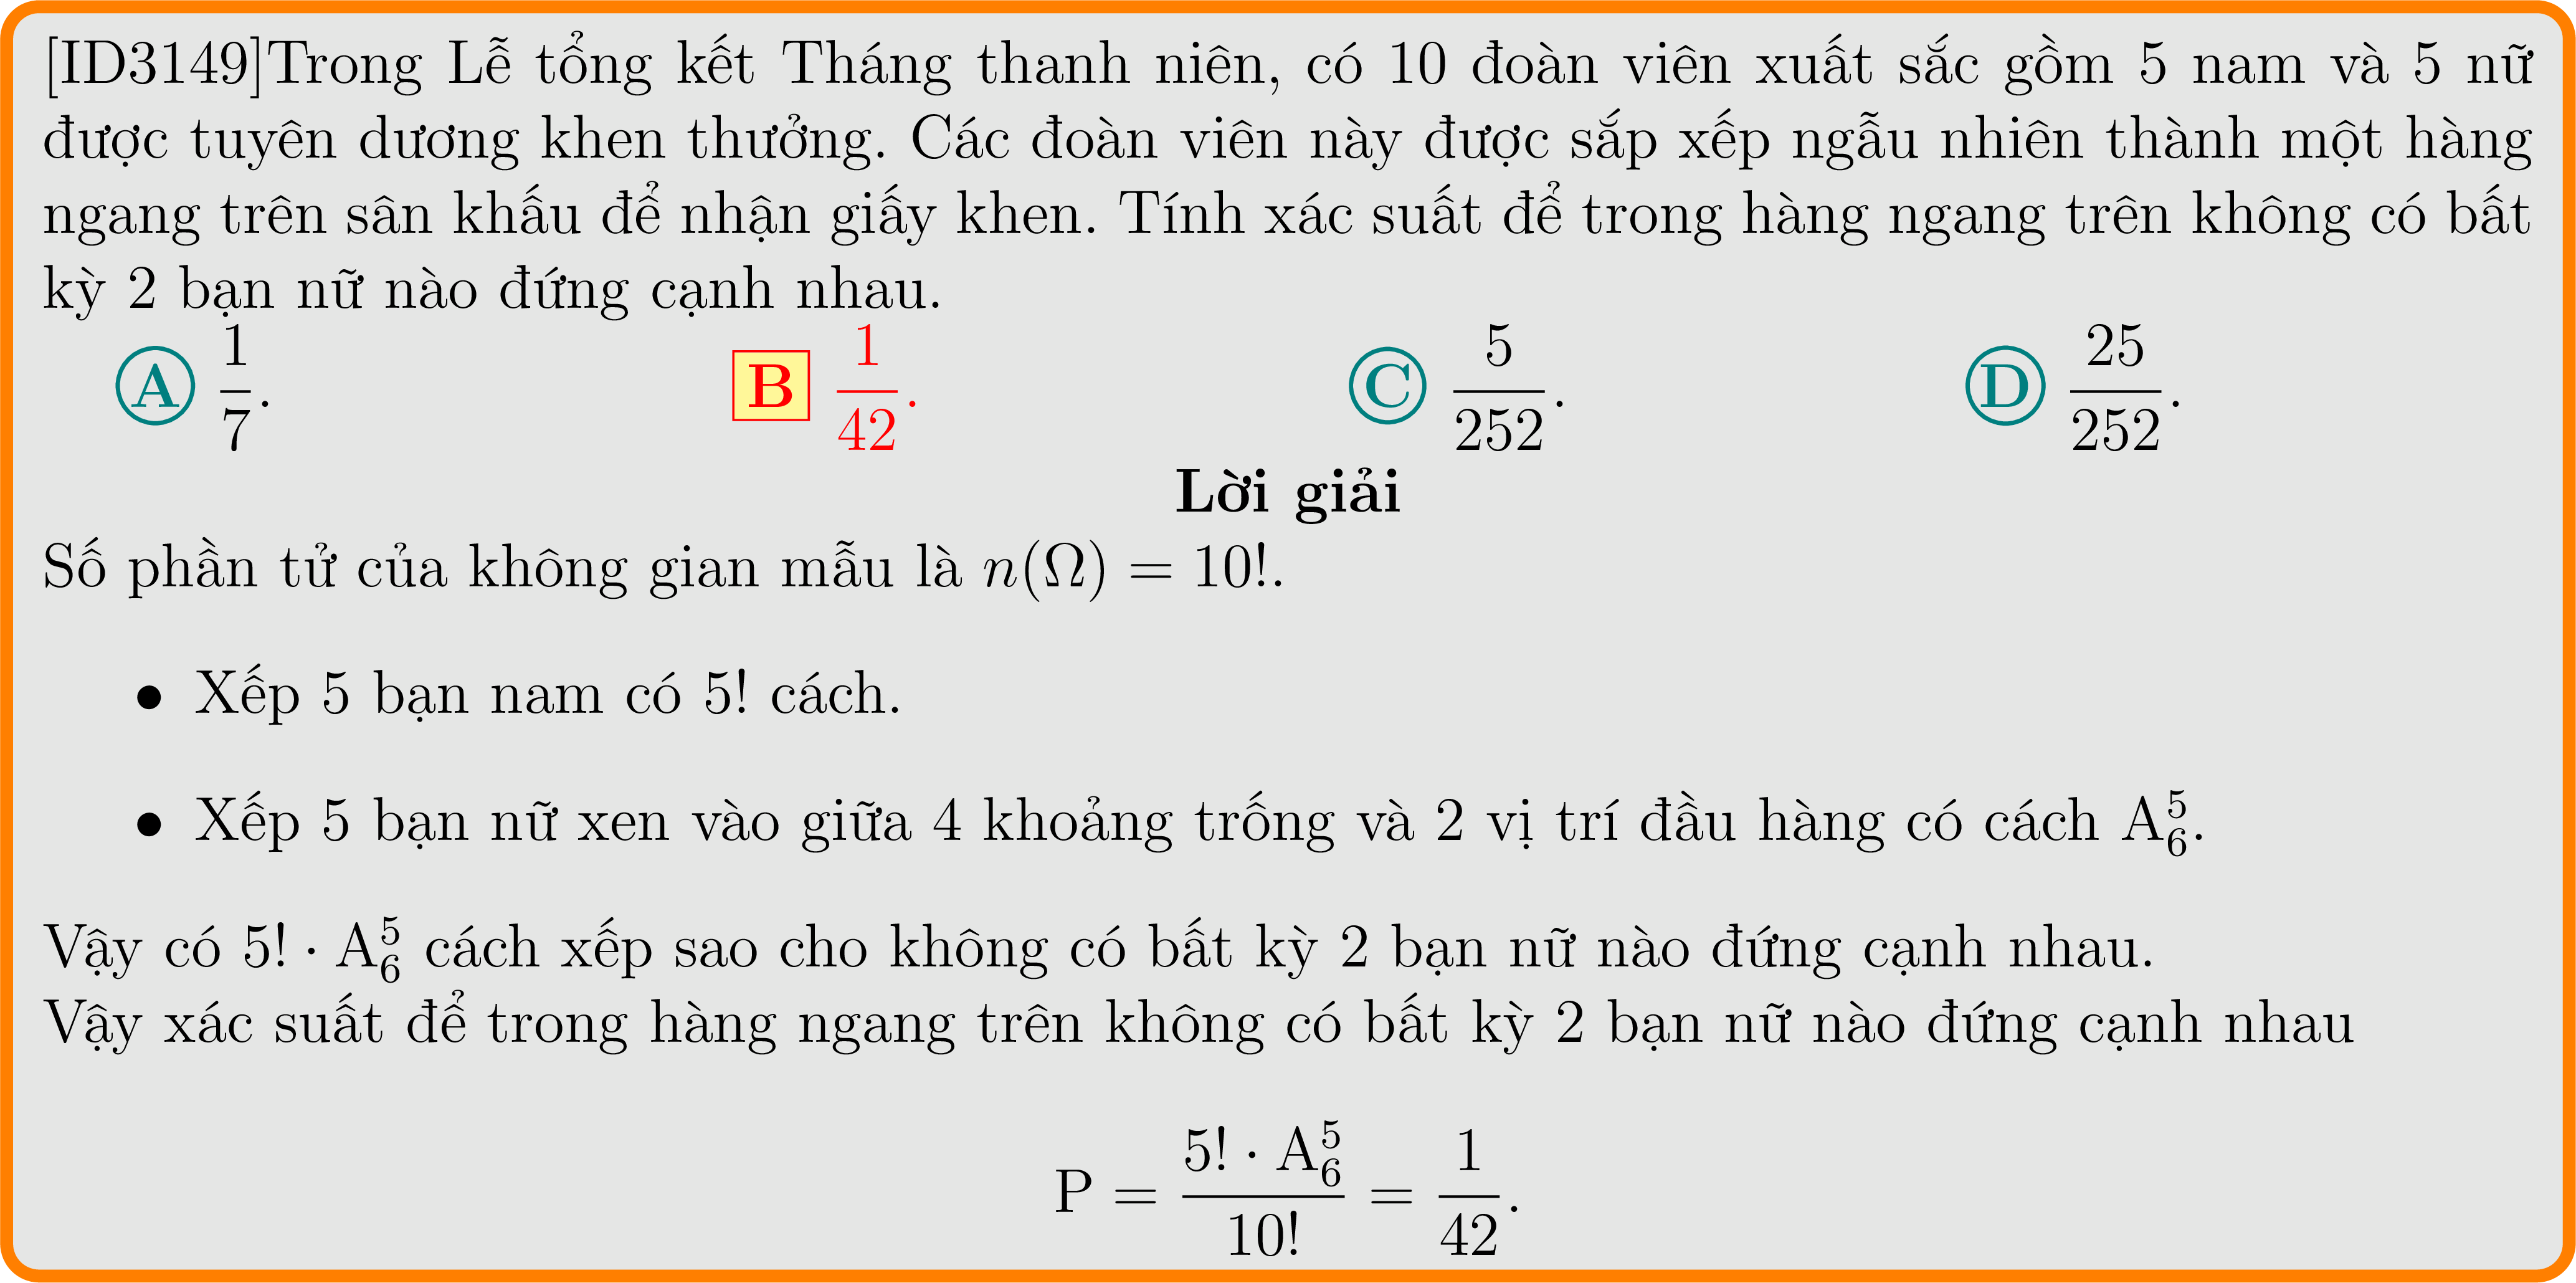 [ID3149]Trong Lễ tổng kết Tháng thanh niên, có 10 đoàn viên xuất sắc gồm 5 nam và 5 nữ
được tuyên dương khen thưởng. Các đoàn viên này được sắp xếp ngẫu nhiên thành một hàng
ngang trên sân khấu để nhận giấy khen. Tính xác suất để trong hàng ngang trên không có bất
kỳ 2 bạn nữ nào đứng cạnh nhau.
A $\frac{1}{7}$. B $\frac{1}{42}$. C $\frac{5}{252}$. D $\frac{25}{252}$.
Lời giải
Số phần tử của không gian mẫu là $n(\Omega) = 10!$.
• Xếp 5 bạn nam có 5! cách.
• Xếp 5 bạn nữ xen vào giữa 4 khoảng trống và 2 vị trí đầu hàng có cách $A_6^5$.
Vậy có $5! \cdot A_6^5$ cách xếp sao cho không có bất kỳ 2 bạn nữ nào đứng cạnh nhau.
Vậy xác suất để trong hàng ngang trên không có bất kỳ 2 bạn nữ nào đứng cạnh nhau
$P = \frac{5! \cdot A_6^5}{10!} = \frac{1}{42}$.